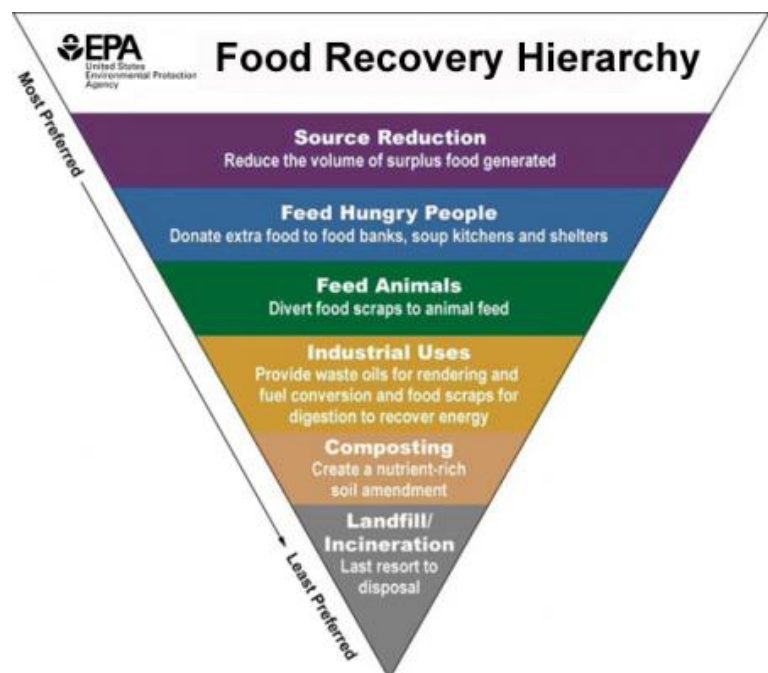 EPA
United States
Environmental Protection
Agency
Food Recovery Hierarchy
Most Preferred
Source Reduction
Reduce the volume of surplus food generated
Feed Hungry People
Donate extra food to food banks, soup kitchens and shelters
Feed Animals
Divert food scraps to animal feed
Industrial Uses
Provide waste oils for rendering and
fuel conversion and food scraps for
digestion to recover energy
Composting
Create a nutrient-rich
soil amendment
Landfill/
Incineration
Last resort to
disposal
Least Preferred